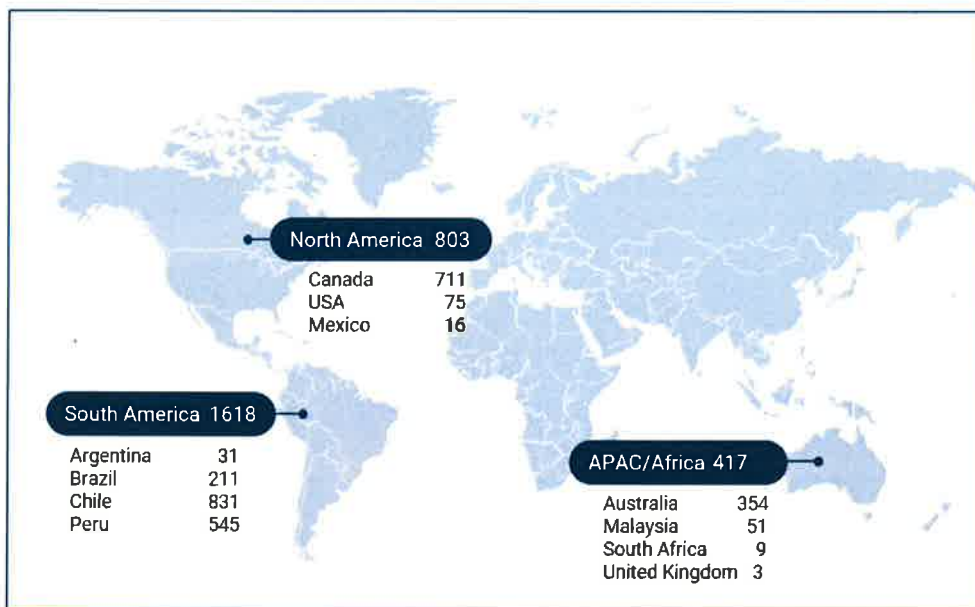 North America 803
Canada 711
USA 75
Mexico 16
South America 1618
Argentina 31
Brazil 211
Chile 831
Peru 545
APAC/Africa 417
Australia 354
Malaysia 51
South Africa 9
United Kingdom 3